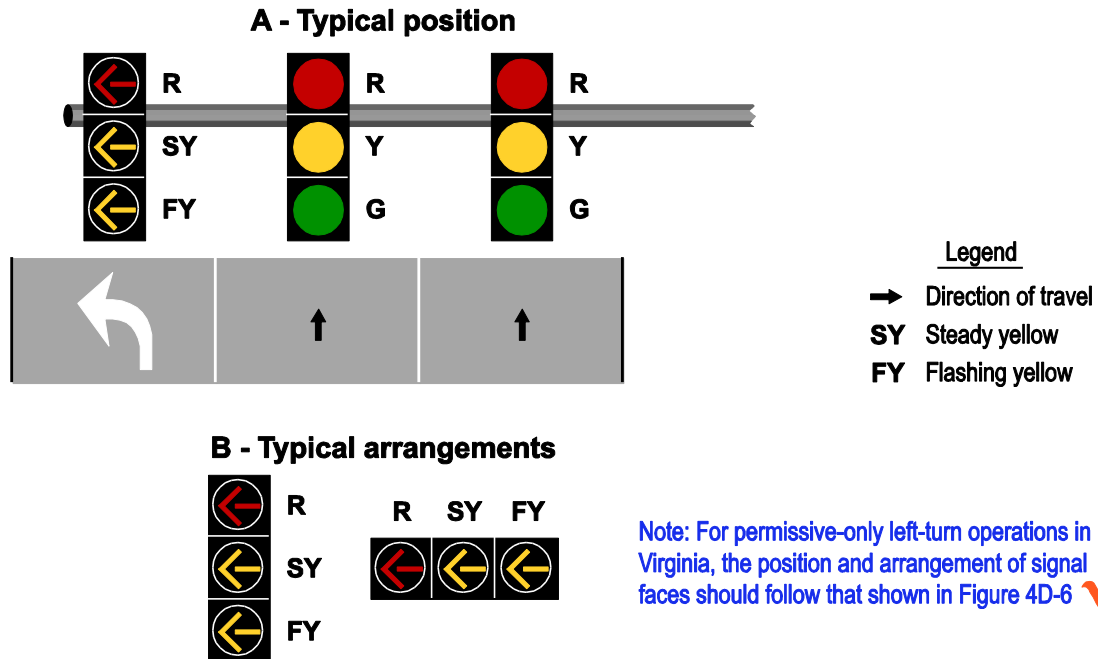 A - Typical position
R R R
SY Y Y
FY G G
Legend
Direction of travel
SY Steady yellow
FY Flashing yellow
B - Typical arrangements
R
SY
FY
R SY FY
Note: For permissive-only left-turn operations in
Virginia, the position and arrangement of signal
faces should follow that shown in Figure 4D-6